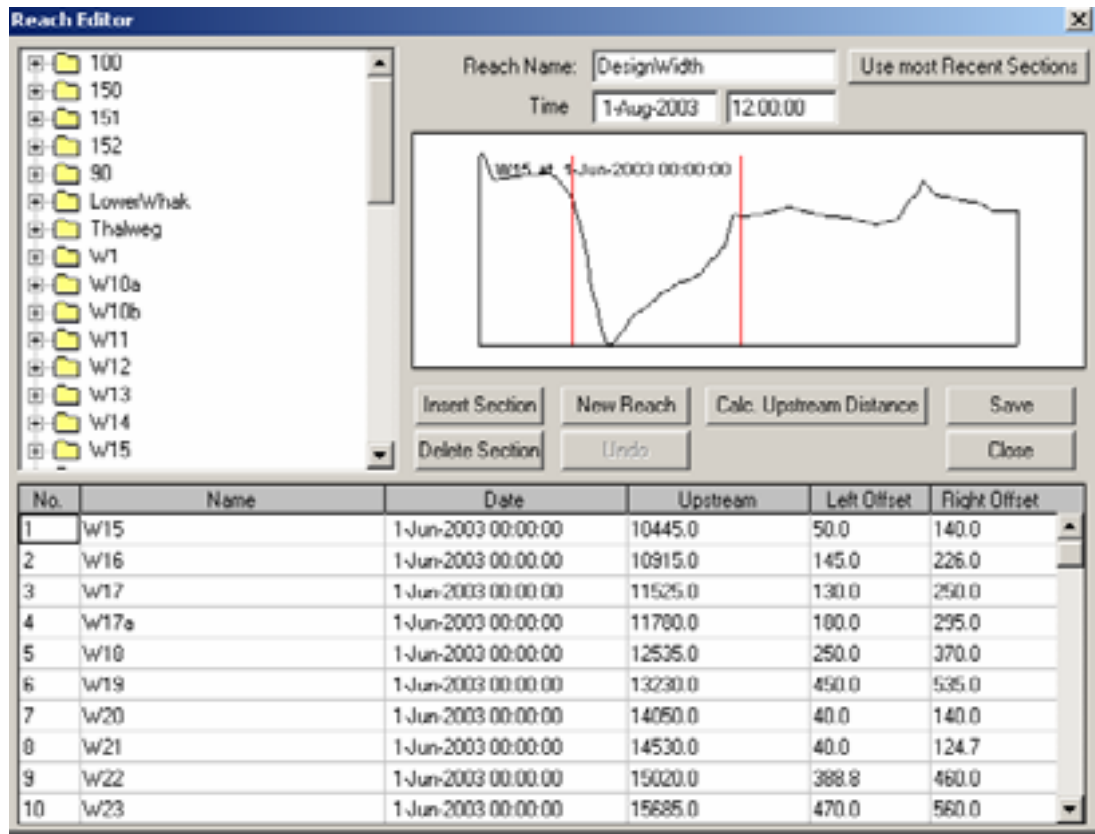 Reach Editor
100
150
151
152
90
LowerWhak
Thalweg
W1
W10a
W10b
W11
W12
W13
W14
W15
Reach Name: DesignWidth Use most Recent Sections
Time 1-Aug-2003 12:00:00
W15 at 1-Jun-2003 00:00:00
Insert Section New Reach Calc. Upstream Distance Save
Delete Section Undo Close
No. Name Date Upstream Left Offset Right Offset
1 W15 1-Jun-2003 00:00:00 10445.0 50.0 140.0
2 W16 1-Jun-2003 00:00:00 10915.0 145.0 226.0
3 W17 1-Jun-2003 00:00:00 11525.0 130.0 250.0
4 W17a 1-Jun-2003 00:00:00 11780.0 180.0 295.0
5 W18 1-Jun-2003 00:00:00 12535.0 250.0 370.0
6 W19 1-Jun-2003 00:00:00 13230.0 450.0 535.0
7 W20 1-Jun-2003 00:00:00 14050.0 40.0 140.0
8 W21 1-Jun-2003 00:00:00 14530.0 40.0 124.7
9 W22 1-Jun-2003 00:00:00 15020.0 388.8 460.0
10 W23 1-Jun-2003 00:00:00 15685.0 470.0 560.0